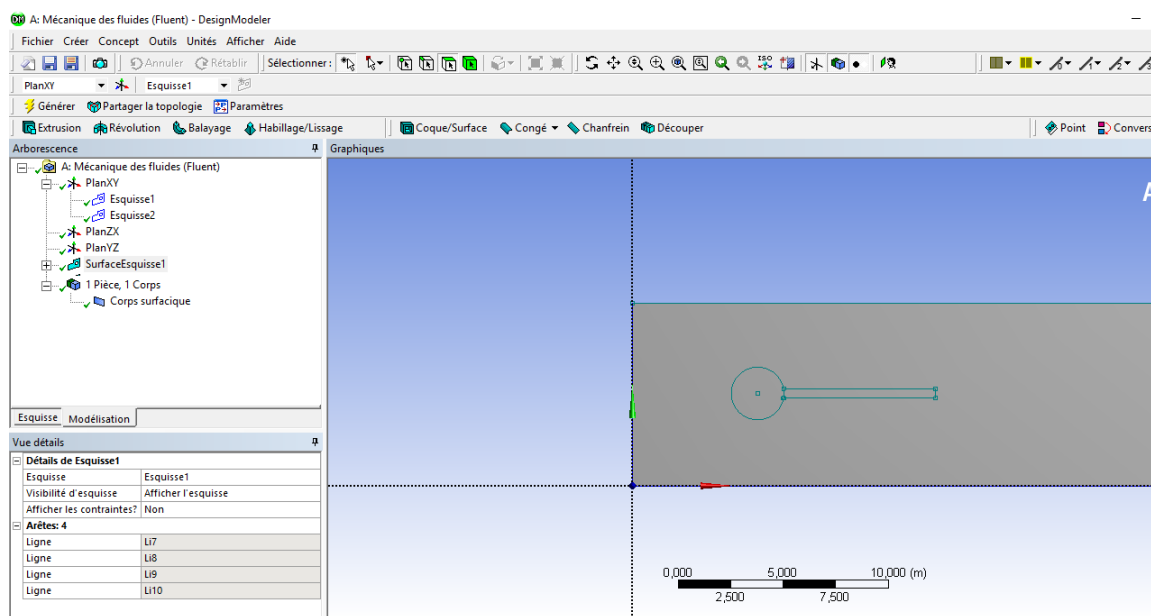 DM A: Mécanique des fluides (Fluent) - DesignModeler
Fichier Créer Concept Outils Unités Afficher Aide
Annuler Rétablir Sélectionner: ISO
PlanXY Esquisse1
Générer Partager la topologie Paramètres
Extrusion Révolution Balayage Habillage/Lissage Coque/Surface Congé Chanfrein Découper Point Convers
Arborescence
A: Mécanique des fluides (Fluent)
PlanXY
Esquisse1
Esquisse2
PlanZX
PlanYZ
SurfaceEsquisse1
1 Pièce, 1 Corps
Corps surfacique
Esquisse Modélisation
Vue détails
Détails de Esquisse1
Esquisse Esquisse1
Visibilité d'esquisse Afficher l'esquisse
Afficher les contraintes? Non
Arêtes: 4
Ligne Li7
Ligne Li8
Ligne Li9
Ligne Li10
Graphiques
A
0,000 5,000 10,000 (m)
2,500 7,500